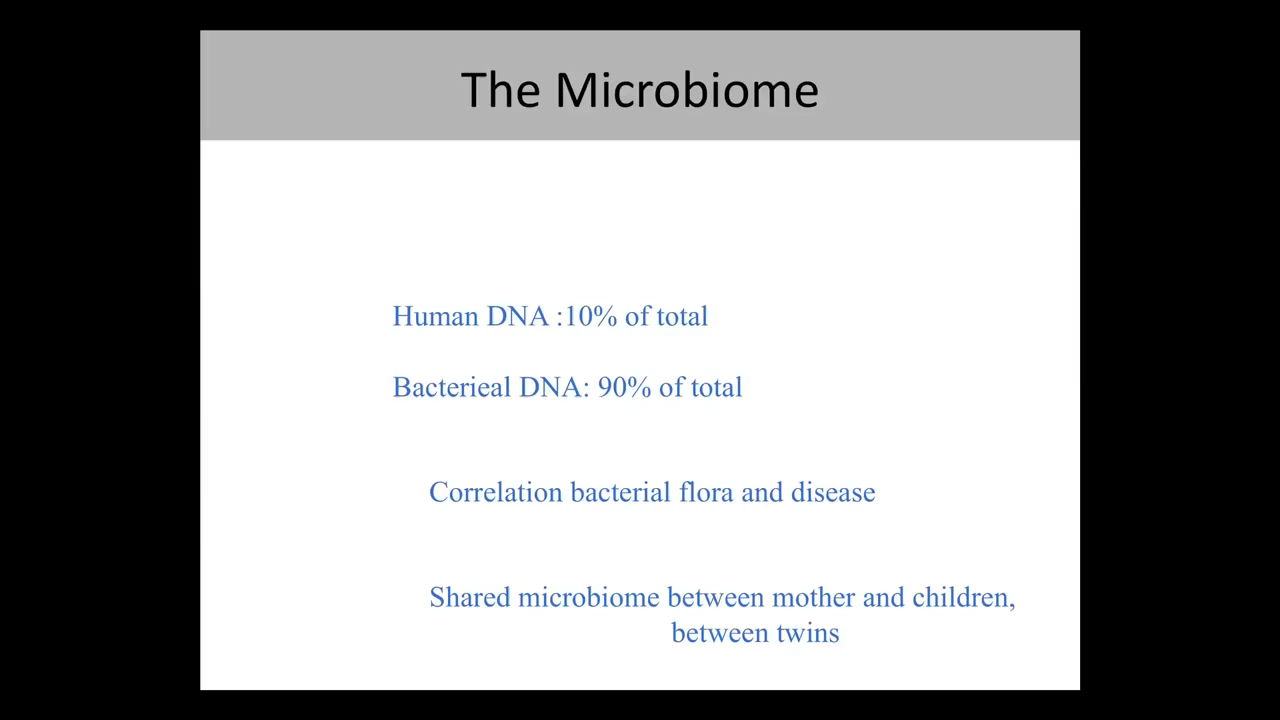 The Microbiome
Human DNA :10% of total
Bacterieal DNA: 90% of total
Correlation bacterial flora and disease
Shared microbiome between mother and children,
between twins